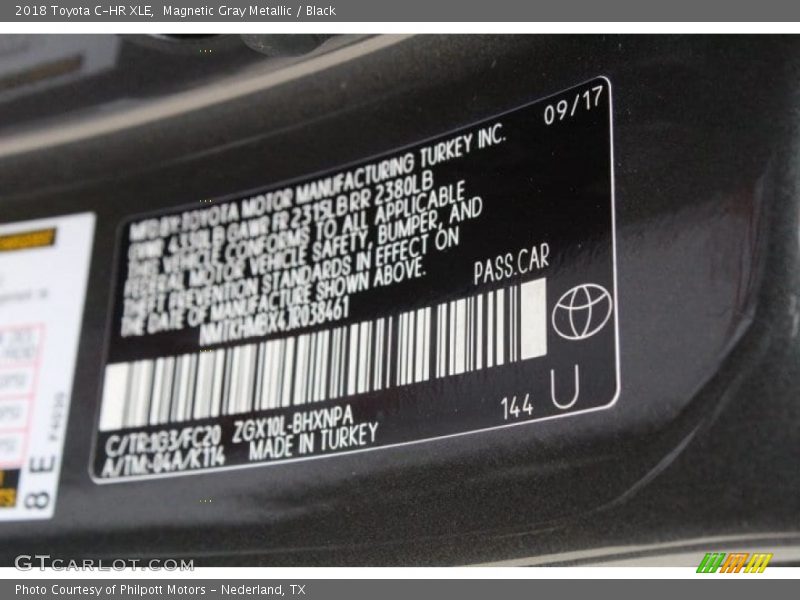 2018 Toyota C-HR XLE,  Magnetic Gray Metallic / Black
09/17
MFD BY: TOYOTA MOTOR MANUFACTURING TURKEY INC.
GVWR 4330LB GAWR FR 2315LB RR 2380LB
THIS VEHICLE CONFORMS TO ALL APPLICABLE
FEDERAL MOTOR VEHICLE SAFETY, BUMPER, AND
THEFT PREVENTION STANDARDS IN EFFECT ON
THE DATE OF MANUFACTURE SHOWN ABOVE.
PASS.CAR
NMTKHMBX4JR038461
C/TR:1G3/FC20 ZGX10L-BHXNPA
A/TM:-04A/K114 MADE IN TURKEY
144
U
8 E
GTCARLOT.COM
Photo Courtesy of Philpott Motors - Nederland, TX